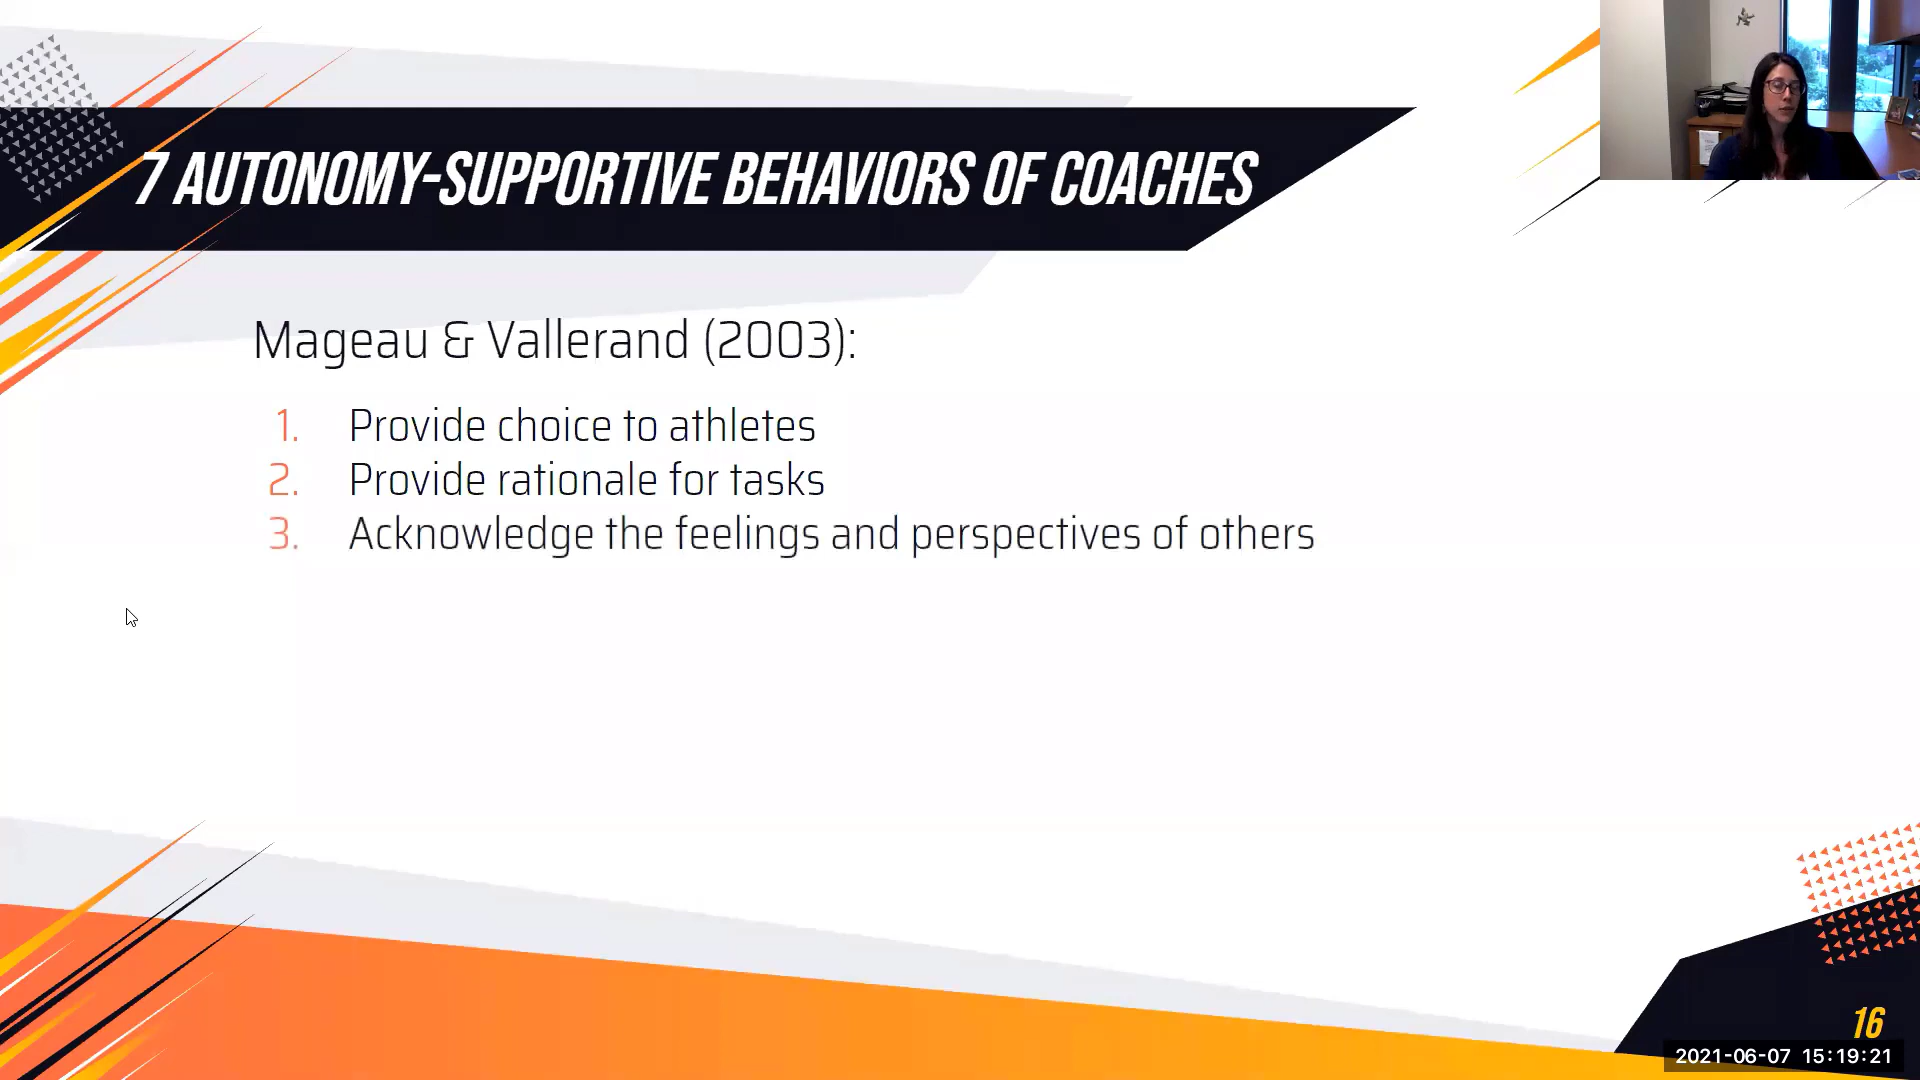 7 AUTONOMY-SUPPORTIVE BEHAVIORS OF COACHES
Mageau & Vallerand (2003):
1. Provide choice to athletes
2. Provide rationale for tasks
3. Acknowledge the feelings and perspectives of others
16
2021-06-07 15:19:21